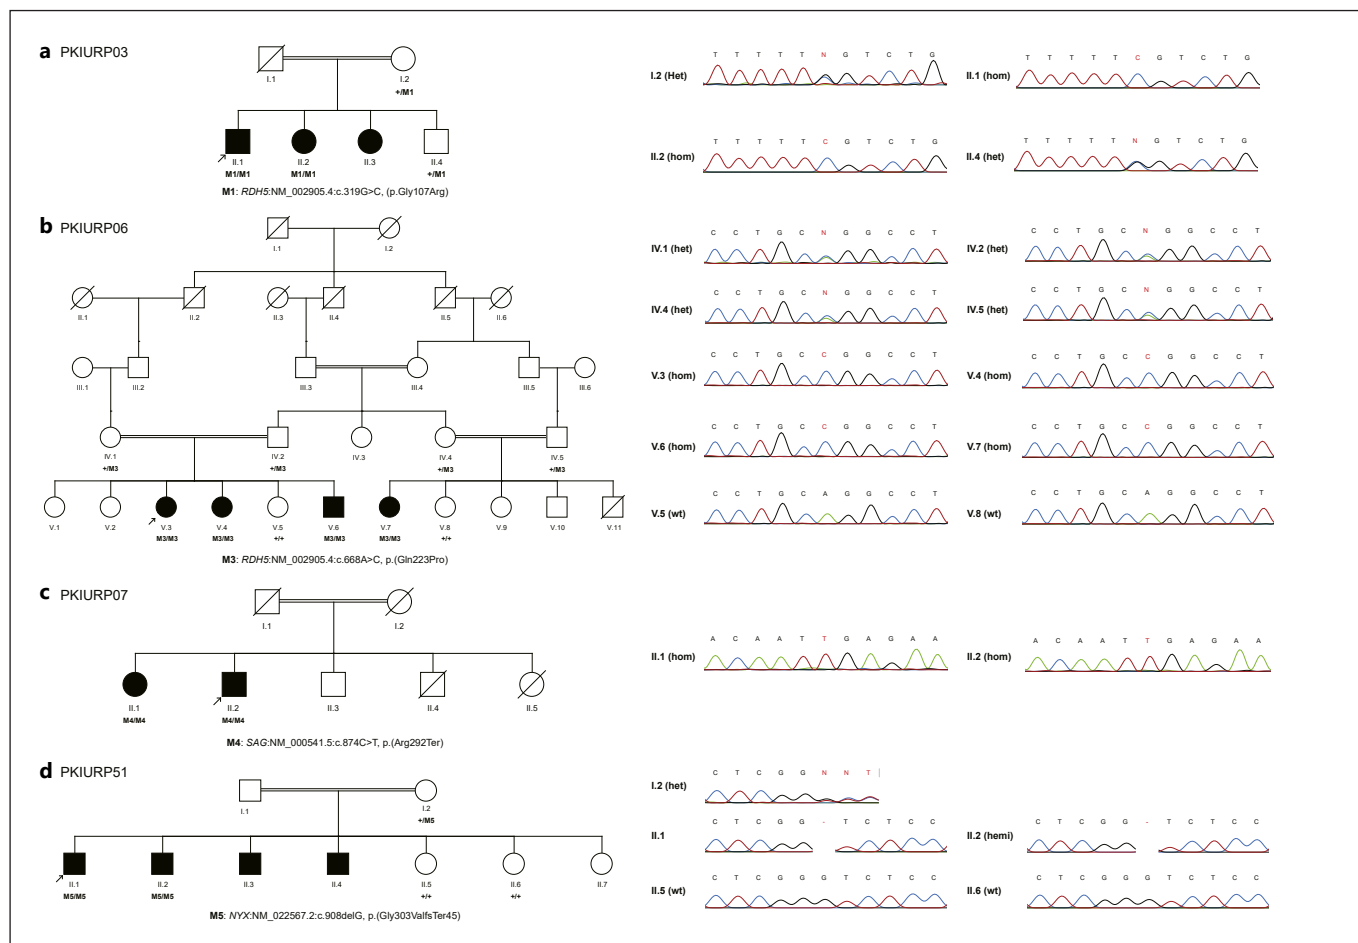 a PKIURP03
I.1
I.2
+/M1
II.1
II.2
II.3
II.4
M1/M1
M1/M1
+/M1
M1: RDH5:NM_002905.4:c.319G>C, (p.Gly107Arg)
I.2 (Het)
T T T T T N G T C T G
II.1 (hom)
T T T T T C G T C T G
II.2 (hom)
T T T T T C G T C T G
II.4 (het)
T T T T T N G T C T G
b PKIURP06
I.1
I.2
II.1
II.2
II.3
II.4
II.5
II.6
III.1
III.2
III.3
III.4
III.5
III.6
IV.1
IV.2
IV.3
IV.4
IV.5
+/M3
+/M3
+/M3
+/M3
V.1
V.2
V.3
V.4
V.5
V.6
V.7
V.8
V.9
V.10
V.11
M3/M3
M3/M3
+/+
M3/M3
M3/M3
+/+
M3: RDH5:NM_002905.4:c.668A>C, p.(Gln223Pro)
IV.1 (het)
C C T G C N G G C C T
IV.2 (het)
C C T G C N G G C C T
IV.4 (het)
C C T G C N G G C C T
IV.5 (het)
C C T G C N G G C C T
V.3 (hom)
C C T G C C G G C C T
V.4 (hom)
C C T G C C G G C C T
V.6 (hom)
C C T G C C G G C C T
V.7 (hom)
C C T G C C G G C C T
V.5 (wt)
C C T G C A G G C C T
V.8 (wt)
C C T G C A G G C C T
c PKIURP07
I.1
I.2
II.1
II.2
II.3
II.4
II.5
M4/M4
M4/M4
M4: SAG:NM_000541.5:c.874C>T, p.(Arg292Ter)
II.1 (hom)
A C A A T T G A G A A
II.2 (hom)
A C A A T T G A G A A
d PKIURP51
I.1
I.2
+/M5
II.1
II.2
II.3
II.4
II.5
II.6
II.7
M5/M5
M5/M5
+/+
+/+
M5: NYX:NM_022567.2:c.908delG, p.(Gly303ValfsTer45)
I.2 (het)
C T C G G N N T
II.1
C T C G G - T C T C C
II.2 (hemi)
C T C G G - T C T C C
II.5 (wt)
C T C G G G T C T C C
II.6 (wt)
C T C G G G T C T C C